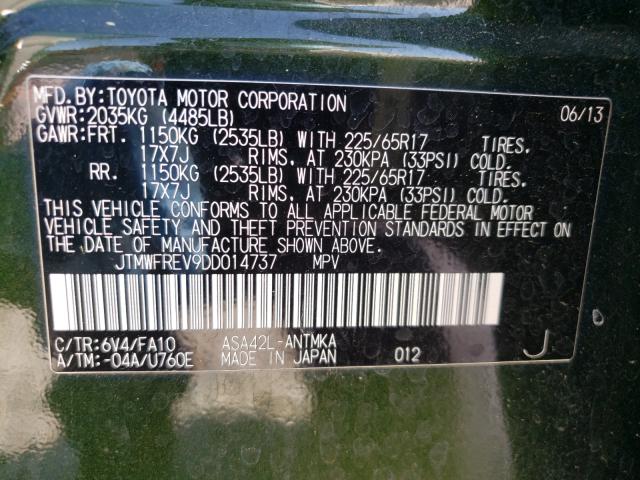 MFD.BY:TOYOTA MOTOR CORPORATION 06/13
GVWR:2035KG (4485LB)
GAWR:FRT. 1150KG (2535LB) WITH 225/65R17 TIRES.
17X7J RIMS, AT 230KPA (33PSI) COLD.
RR. 1150KG (2535LB) WITH 225/65R17 TIRES,
17X7J RIMS, AT 230KPA (33PSI) COLD.
THIS VEHICLE CONFORMS TO ALL APPLICABLE FEDERAL MOTOR
VEHICLE SAFETY AND THEFT PREVENTION STANDARDS IN EFFECT ON
THE DATE OF MANUFACTURE SHOWN ABOVE.
JTMWFREV9DD014737 MPV
C/TR:6V4/FA10 ASA42L-ANTMKA
A/TM:-04A/U760E MADE IN JAPAN 012 J